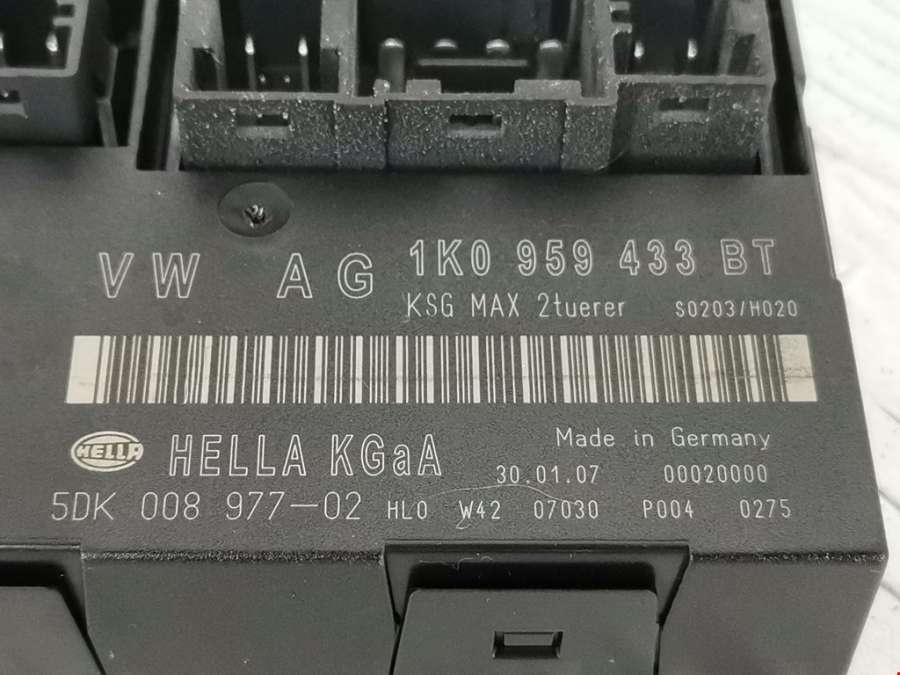 VW AG 1K0 959 433 BT
KSG MAX 2tuerer S0203/H020
HELLA HELLA KGaA Made in Germany
30.01.07 00020000
5DK 008 977-02 HL0 W42 07030 P004 0275